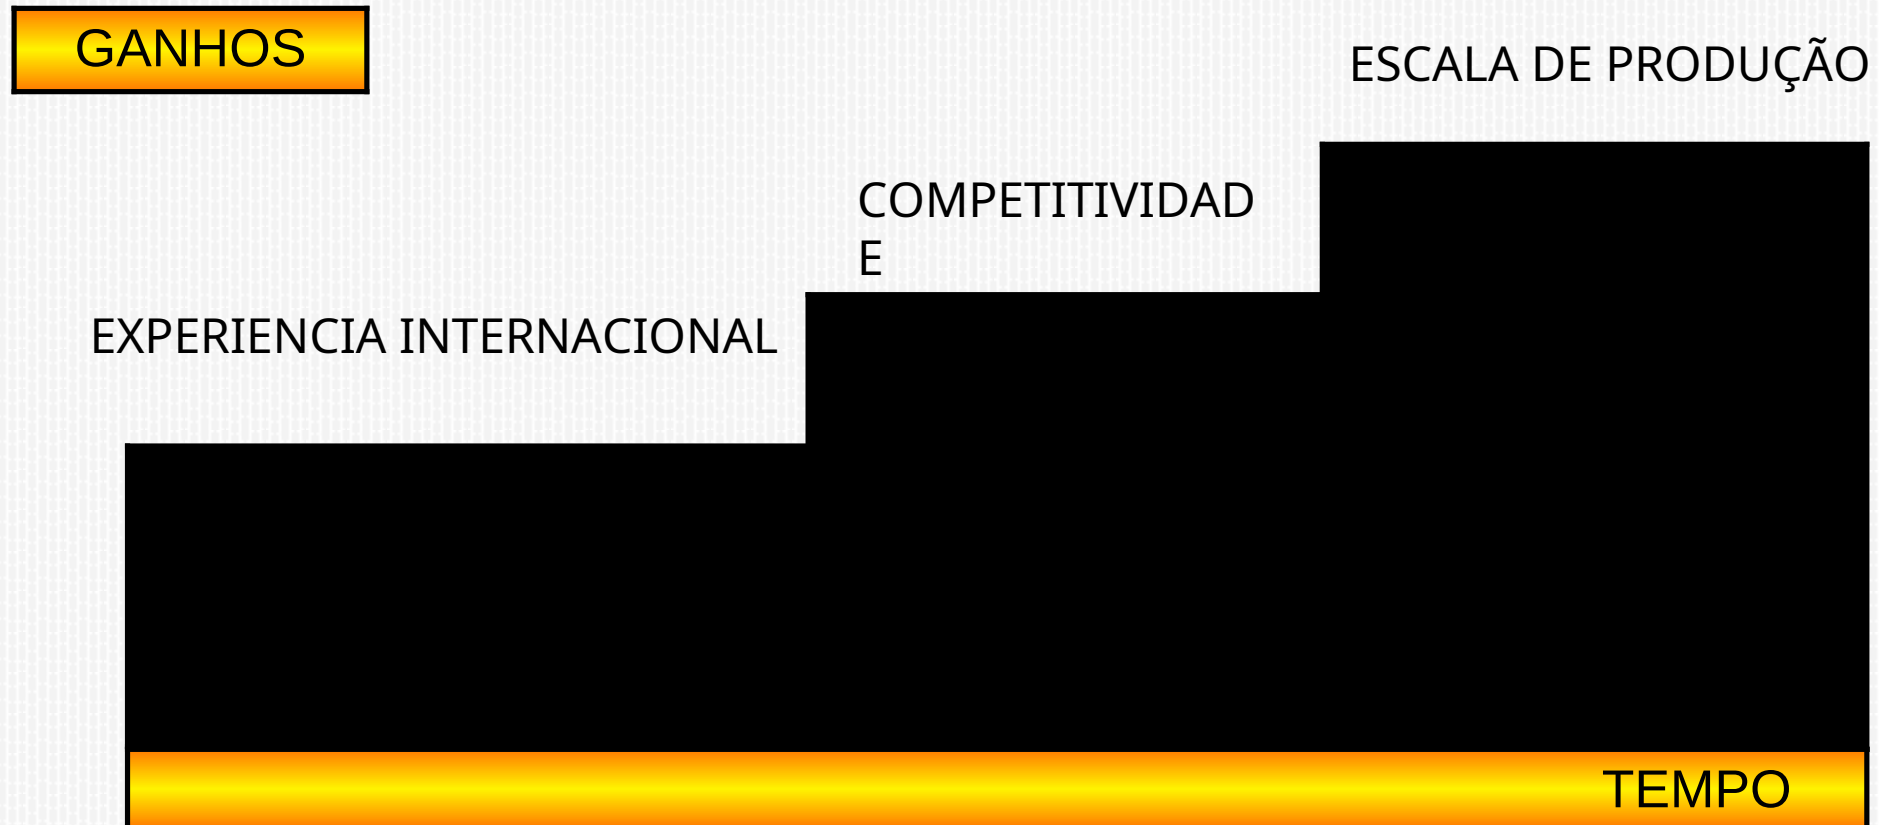 GANHOS
ESCALA DE PRODUÇÃO
COMPETITIVIDAD
E
EXPERIENCIA INTERNACIONAL
TEMPO